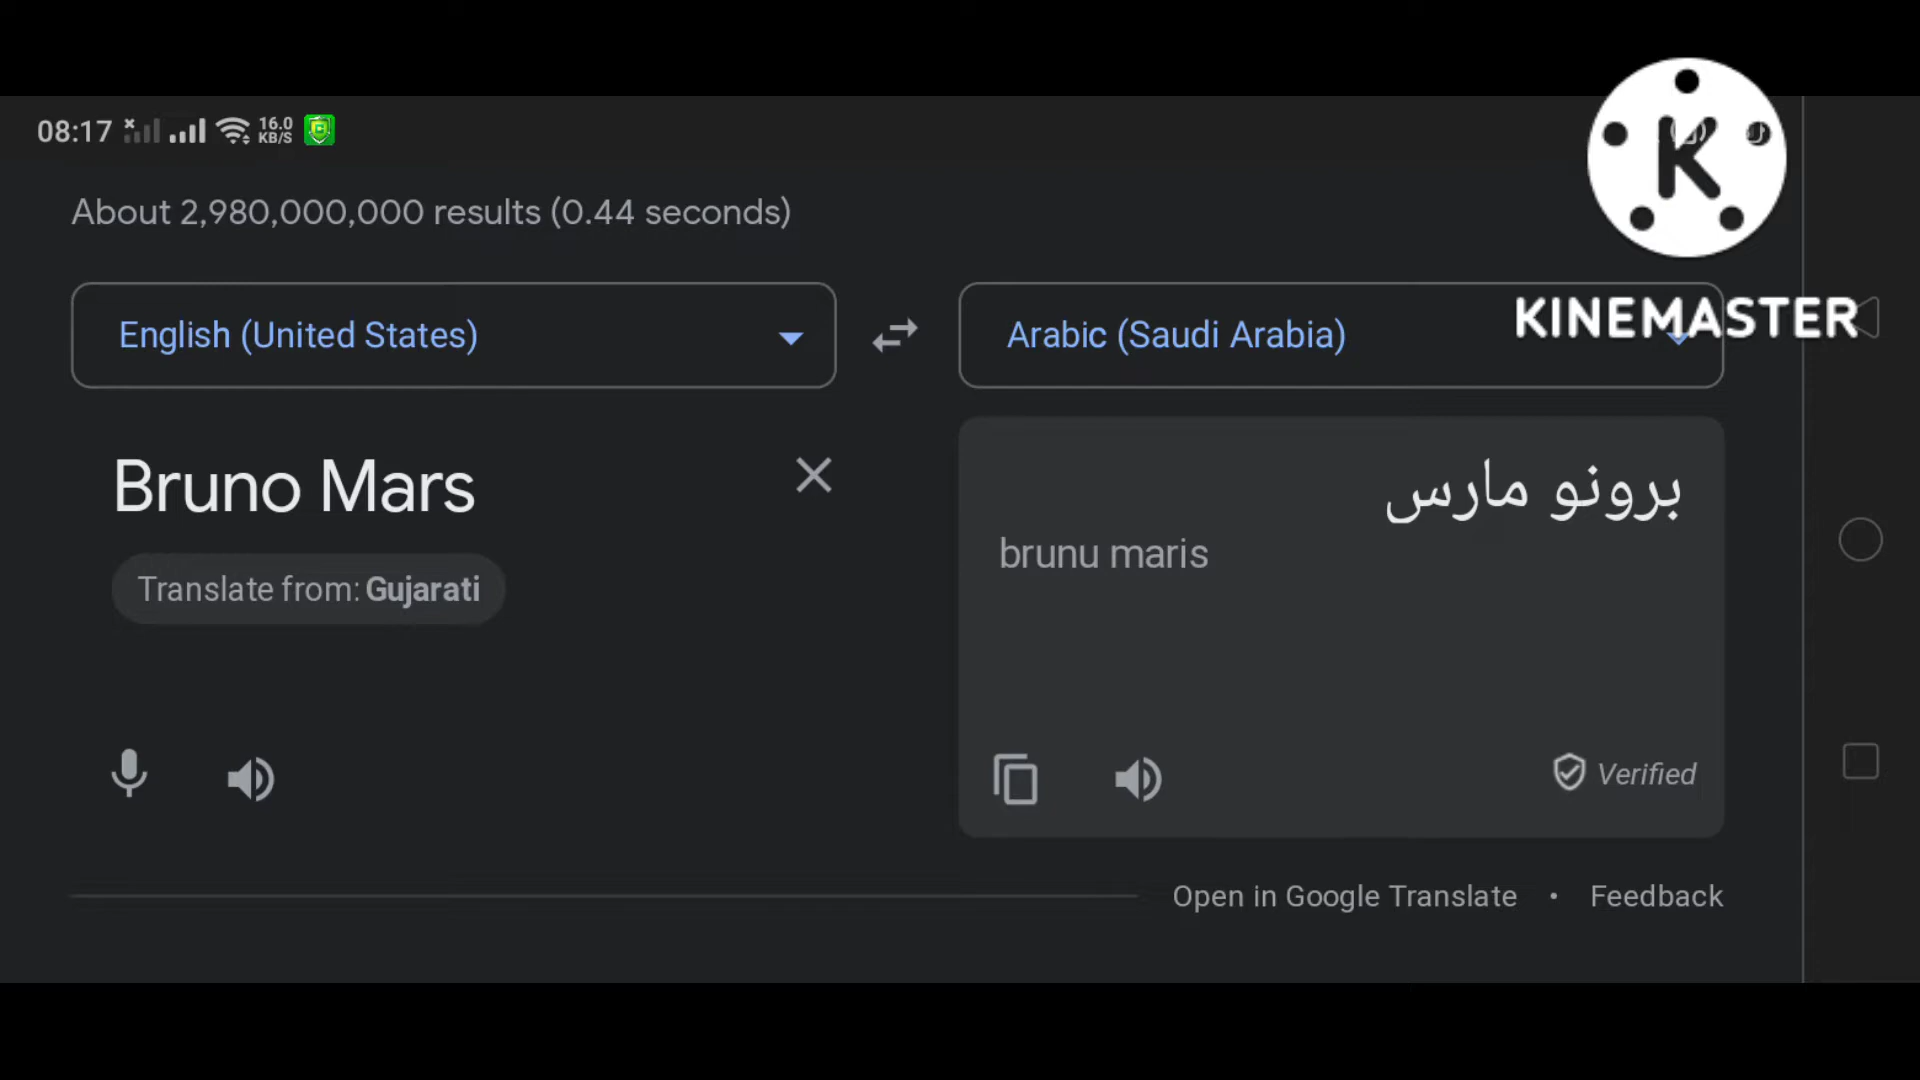 08:17
16.0
KB/S
About 2,980,000,000 results (0.44 seconds)
K
KINEMASTER
English (United States)
Arabic (Saudi Arabia)
Bruno Mars
برونو مارس
brunu maris
Translate from: Gujarati
Verified
Open in Google Translate • Feedback